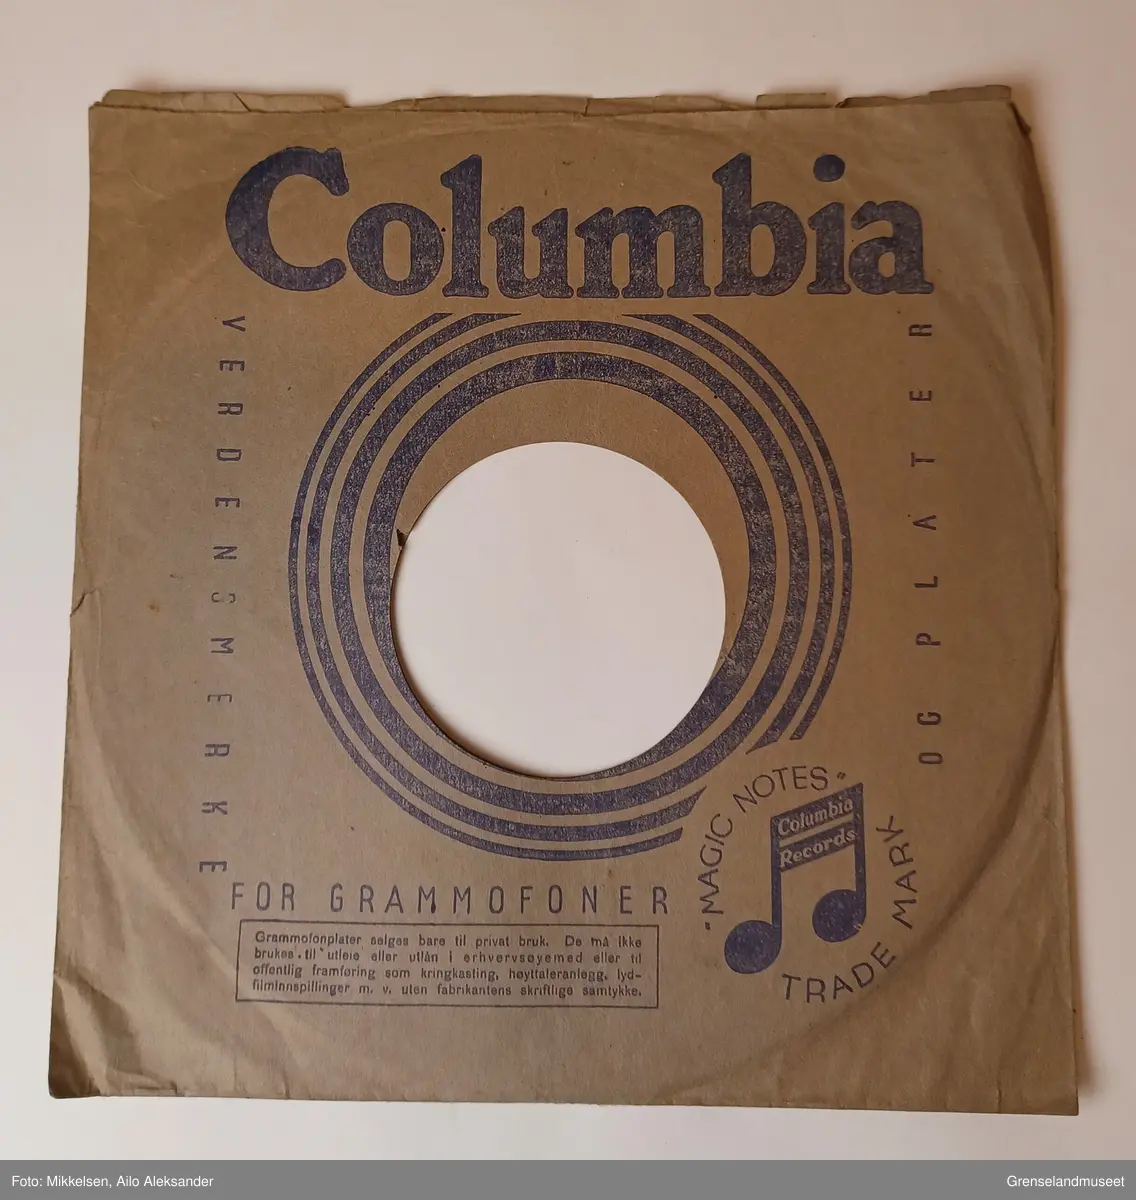 Columbia
VERDENSMERKE
FOR GRAMMOFONER
OG PLATER
"MAGIC NOTES"
Columbia
Records
TRADE MARK
Grammofonplater selges bare til privat bruk. De må ikke
brukes til utleie eller utlån i erhvervsøyemed eller til
offentlig framføring som kringkasting, høyttaleranlegg, lyd-
filminnspillinger m. v. uten fabrikantens skriftlige samtykke.
Foto: Mikkelsen, Ailo Aleksander
Grenselandmuseet